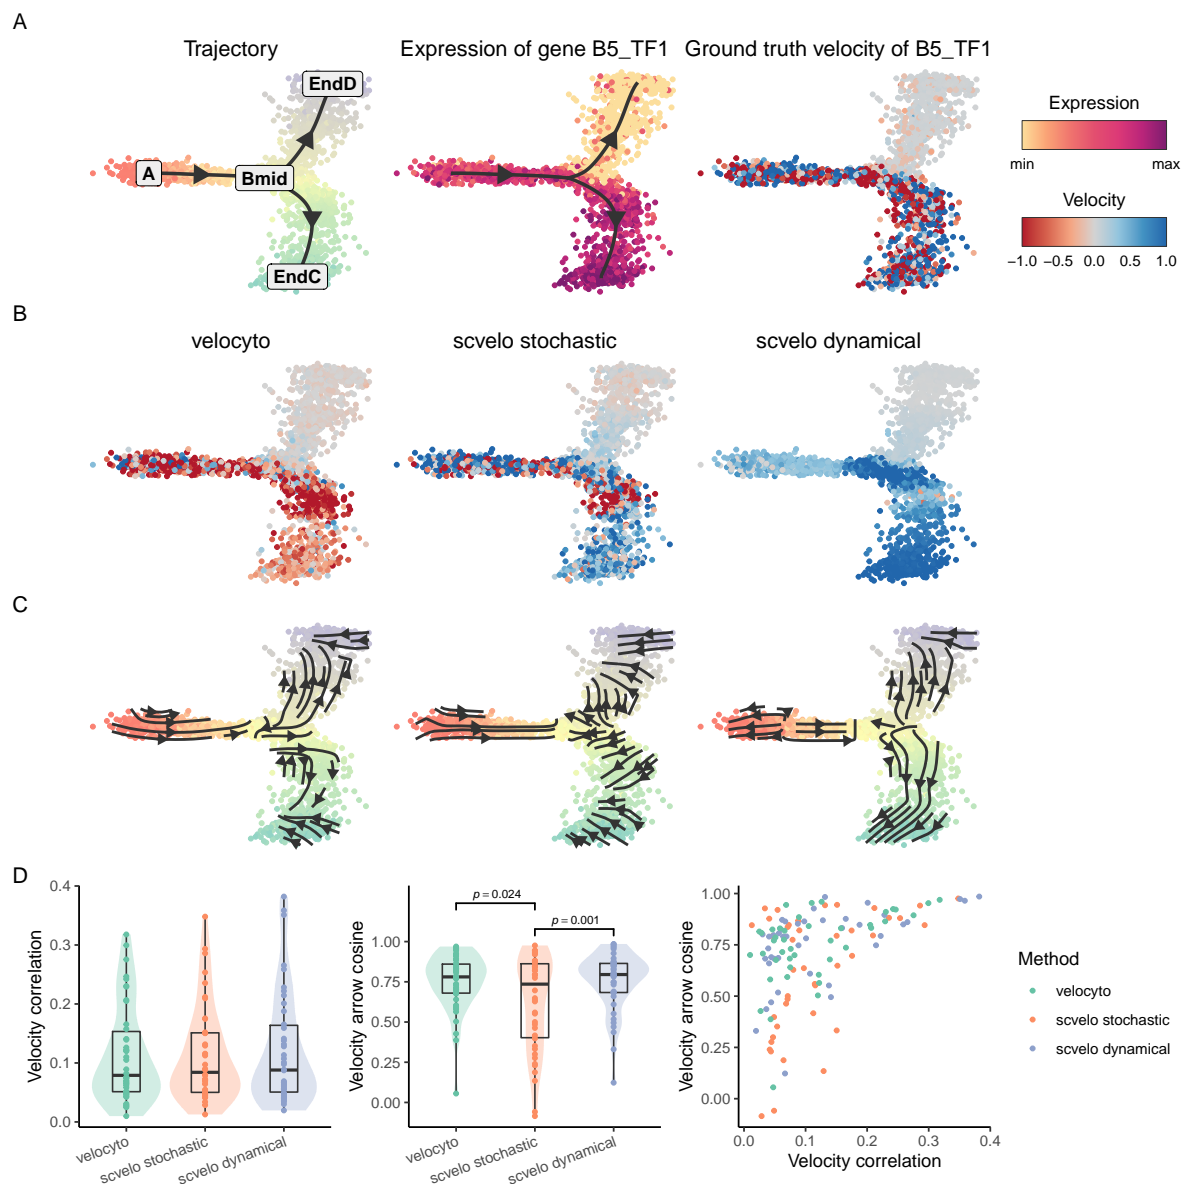 A
Trajectory
Expression of gene B5_TF1
Ground truth velocity of B5_TF1
EndD
A
Bmid
EndC
Expression
min
max
Velocity
−1.0 −0.5 0.0 0.5 1.0
B
velocyto
scvelo stochastic
scvelo dynamical
C
D
Velocity correlation
0.4
0.3
0.2
0.1
0.0
velocyto
scvelo stochastic
scvelo dynamical
Velocity arrow cosine
1.00
0.75
0.50
0.25
0.00
p = 0.024
p = 0.001
velocyto
scvelo stochastic
scvelo dynamical
Velocity arrow cosine
1.00
0.75
0.50
0.25
0.00
0.0 0.1 0.2 0.3 0.4
Velocity correlation
Method
velocyto
scvelo stochastic
scvelo dynamical